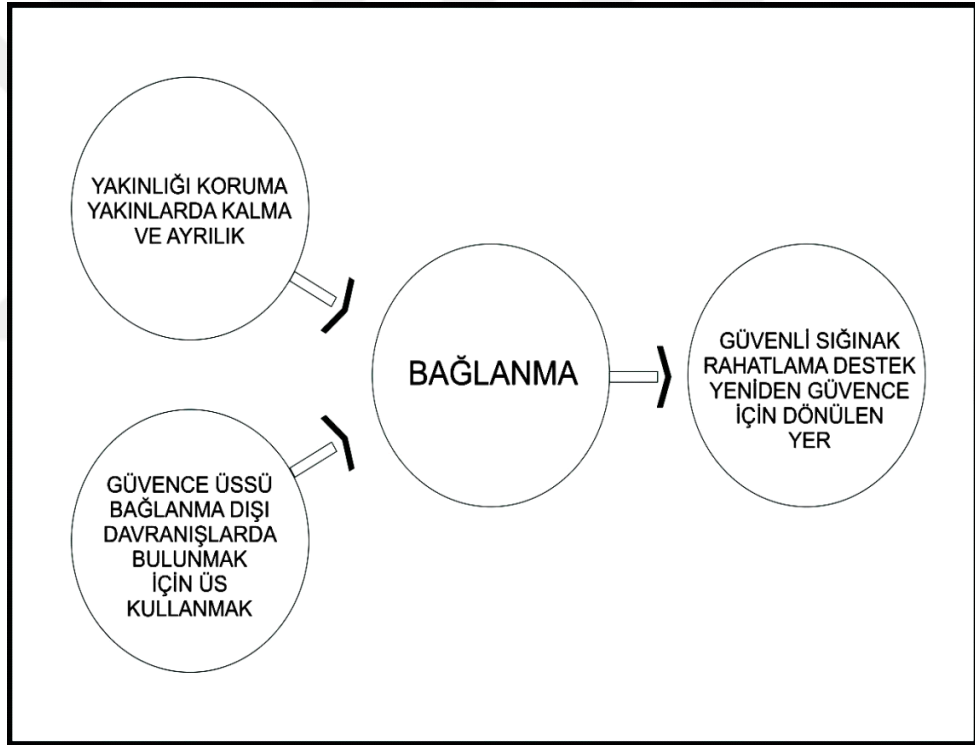 YAKINLIĞI KORUMA
YAKINLARDA KALMA
VE AYRILIK
GÜVENCE ÜSSÜ
BAĞLANMA DIŞI
DAVRANIŞLARDA
BULUNMAK
İÇİN ÜS
KULLANMAK
BAĞLANMA
GÜVENLİ SIĞINAK
RAHATLAMA DESTEK
YENİDEN GÜVENCE
İÇİN DÖNÜLEN
YER